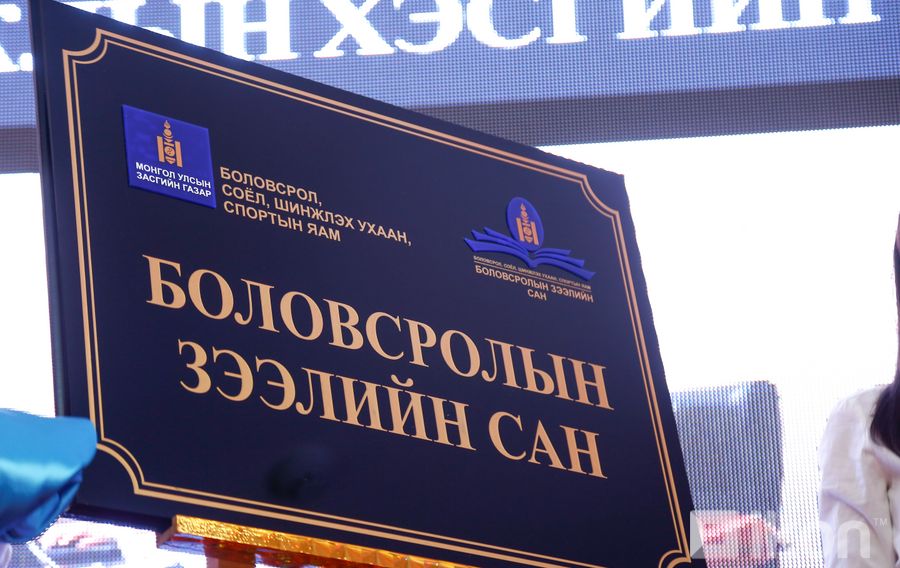 ХЭСГИЙН
МОНГОЛ УЛСЫН
ЗАСГИЙН ГАЗАР
БОЛОВСРОЛ,
СОЁЛ, ШИНЖЛЭХ УХААН,
СПОРТЫН ЯАМ
БОЛОВСРОЛ, СОЁЛ, ШИНЖЛЭХ УХААН, СПОРТЫН ЯАМ
БОЛОВСРОЛЫН ЗЭЭЛИЙН
САН
БОЛОВСРОЛЫН
ЗЭЭЛИЙН САН